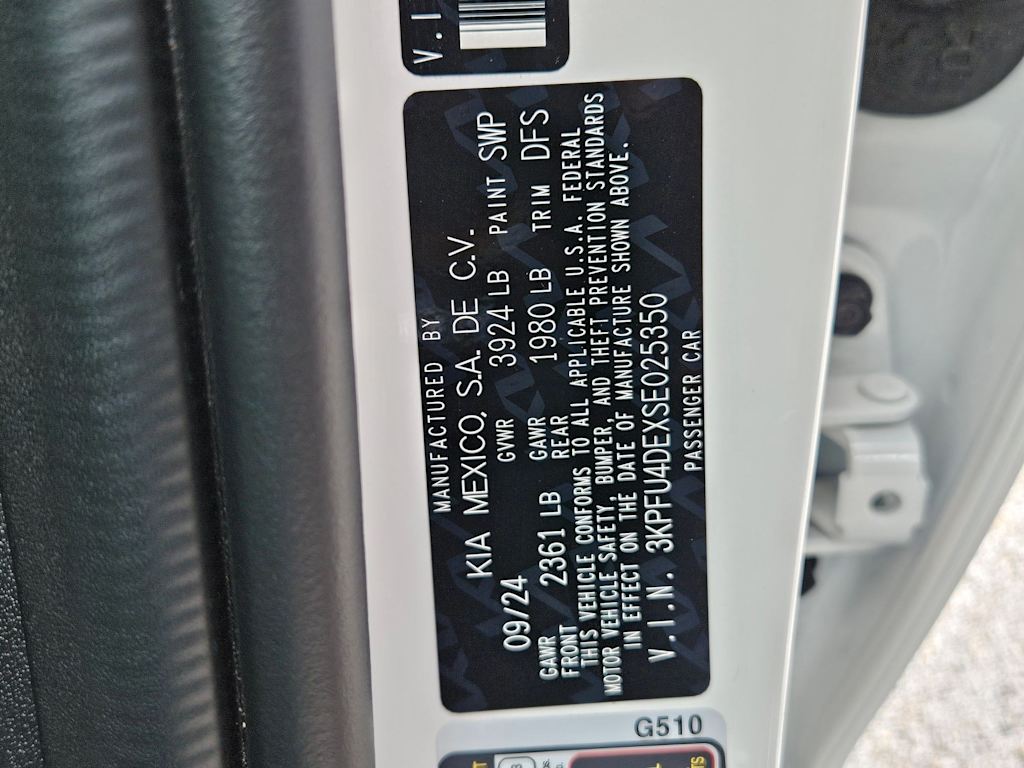 V.I
MANUFACTURED BY
KIA MEXICO, S.A. DE C.V.
09/24 GVWR 3924 LB PAINT SWP
GAWR FRONT 2361 LB GAWR REAR 1980 LB TRIM DFS
THIS VEHICLE CONFORMS TO ALL APPLICABLE U.S.A. FEDERAL
MOTOR VEHICLE SAFETY, BUMPER, AND THEFT PREVENTION STANDARDS
IN EFFECT ON THE DATE OF MANUFACTURE SHOWN ABOVE.
V.I.N. 3KPFU4DEXSE025350
PASSENGER CAR
G510